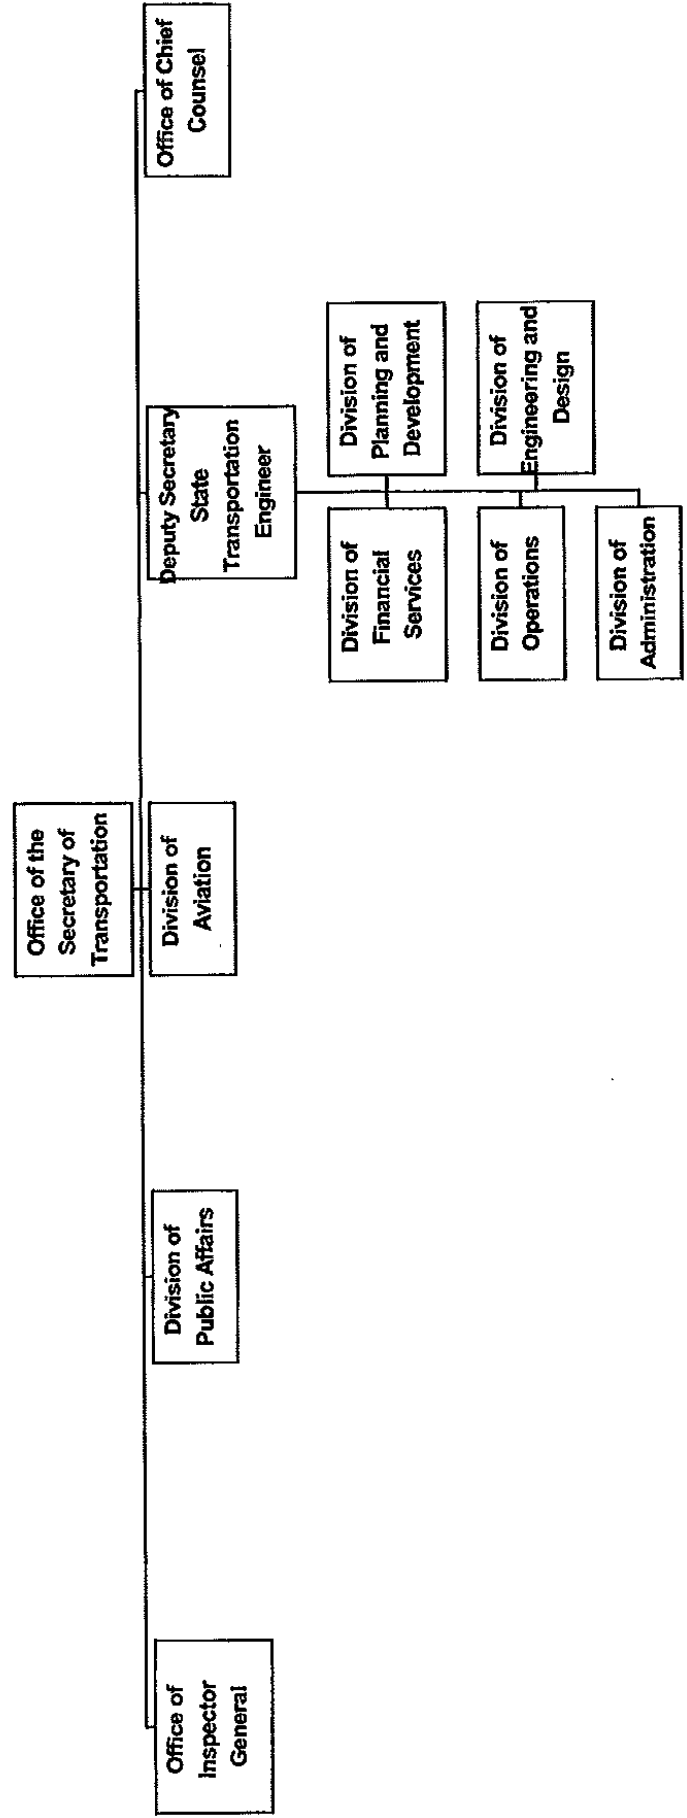 Office of the
Secretary of
Transportation
Office of
Inspector
General
Division of
Public Affairs
Division of
Aviation
Deputy Secretary
State
Transportation
Engineer
Office of Chief
Counsel
Division of
Financial
Services
Division of
Planning and
Development
Division of
Operations
Division of
Engineering and
Design
Division of
Administration